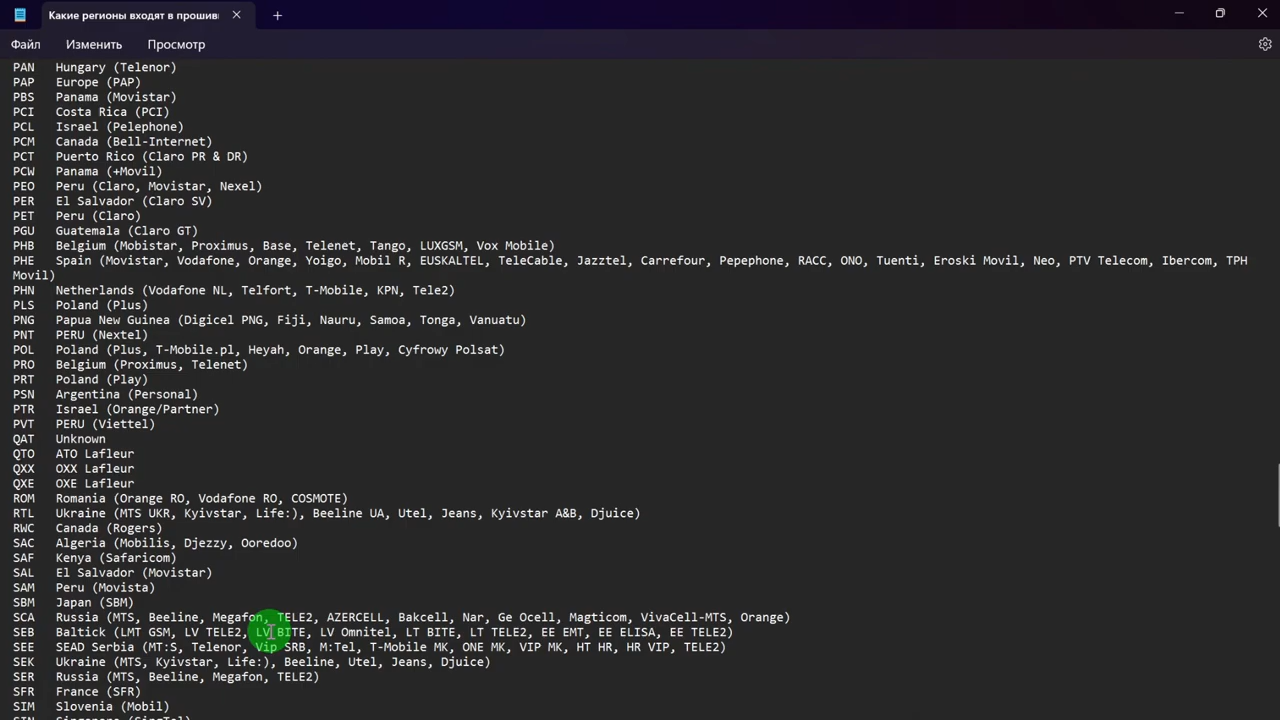 Какие регионы входят в прошив
Файл Изменить Просмотр
PAN Hungary (Telenor)
PAP Europe (PAP)
PBS Panama (Movistar)
PCI Costa Rica (PCI)
PCL Israel (Pelephone)
PCM Canada (Bell-Internet)
PCT Puerto Rico (Claro PR & DR)
PCW Panama (+Movil)
PEO Peru (Claro, Movistar, Nexel)
PER El Salvador (Claro SV)
PET Peru (Claro)
PGU Guatemala (Claro GT)
PHB Belgium (Mobistar, Proximus, Base, Telenet, Tango, LUXGSM, Vox Mobile)
PHE Spain (Movistar, Vodafone, Orange, Yoigo, Mobil R, EUSKALTEL, TeleCable, Jazztel, Carrefour, Pepephone, RACC, ONO, Tuenti, Eroski Movil, Neo, PTV Telecom, Ibercom, TPH
Movil)
PHN Netherlands (Vodafone NL, Telfort, T-Mobile, KPN, Tele2)
PLS Poland (Plus)
PNG Papua New Guinea (Digicel PNG, Fiji, Nauru, Samoa, Tonga, Vanuatu)
PNT PERU (Nextel)
POL Poland (Plus, T-Mobile.pl, Heyah, Orange, Play, Cyfrowy Polsat)
PRO Belgium (Proximus, Telenet)
PRT Poland (Play)
PSN Argentina (Personal)
PTR Israel (Orange/Partner)
PVT PERU (Viettel)
QAT Unknown
QTO ATO Lafleur
QXX OXX Lafleur
QXE OXE Lafleur
ROM Romania (Orange RO, Vodafone RO, COSMOTE)
RTL Ukraine (MTS UKR, Kyivstar, Life:), Beeline UA, Utel, Jeans, Kyivstar A&B, Djuice)
RWC Canada (Rogers)
SAC Algeria (Mobilis, Djezzy, Ooredoo)
SAF Kenya (Safaricom)
SAL El Salvador (Movistar)
SAM Peru (Movista)
SBM Japan (SBM)
SCA Russia (MTS, Beeline, Megafon, TELE2, AZERCELL, Bakcell, Nar, Ge Ocell, Magticom, VivaCell-MTS, Orange)
SEB Baltick (LMT GSM, LV TELE2, LV BITE, LV Omnitel, LT BITE, LT TELE2, EE EMT, EE ELISA, EE TELE2)
SEE SEAD Serbia (MT:S, Telenor, Vip SRB, M:Tel, T-Mobile MK, ONE MK, VIP MK, HT HR, HR VIP, TELE2)
SEK Ukraine (MTS, Kyivstar, Life:), Beeline, Utel, Jeans, Djuice)
SER Russia (MTS, Beeline, Megafon, TELE2)
SFR France (SFR)
SIM Slovenia (Mobil)
SIN Singapore (SingTel)